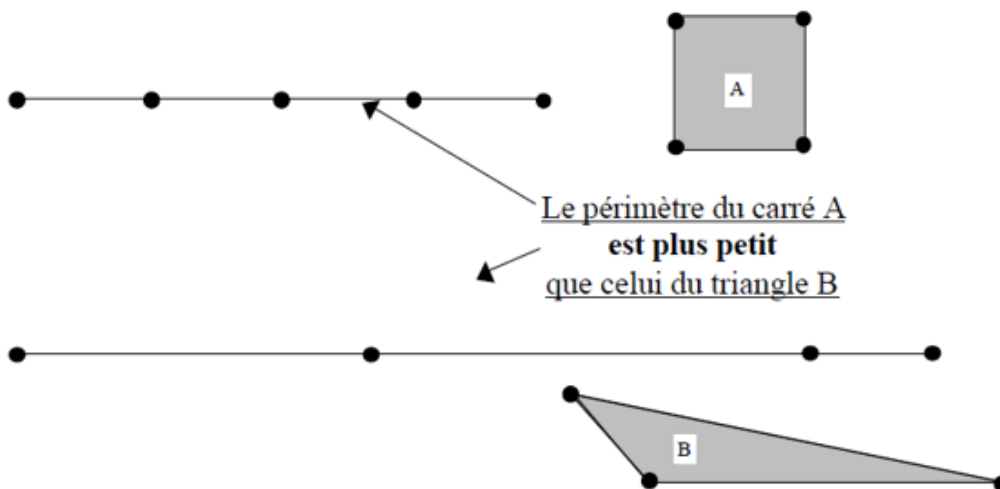 A
Le périmètre du carré A
est plus petit
que celui du triangle B
B